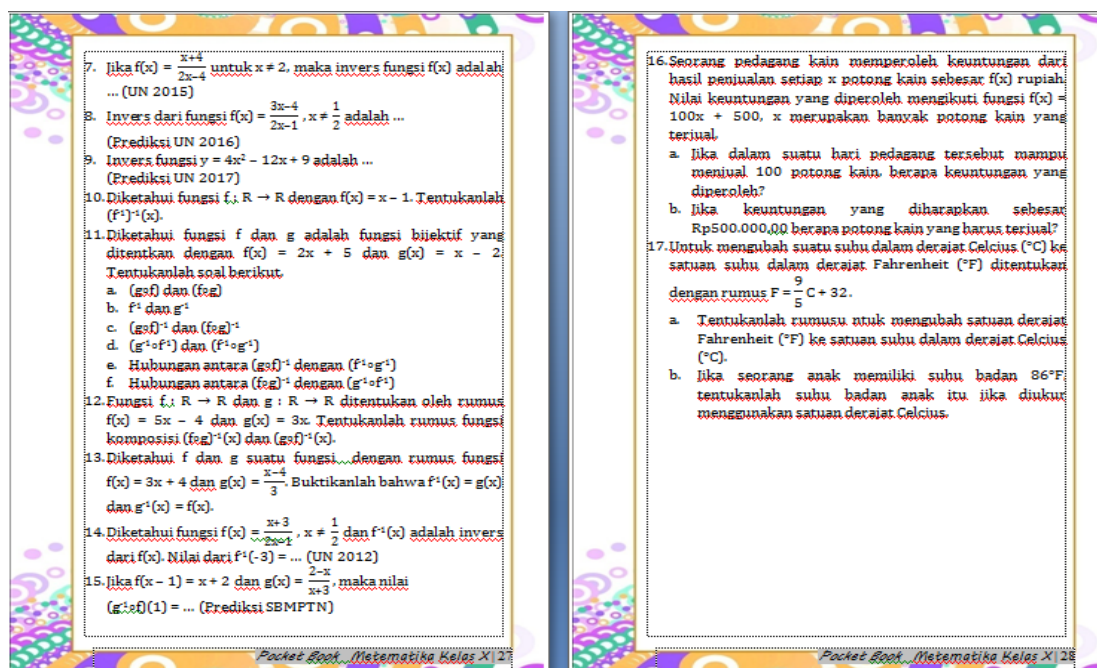 7. Jika f(x) = \frac{x+4}{2x-4} untuk x ≠ 2, maka invers fungsi f(x) adalah
... (UN 2015)
8. Invers dari fungsi f(x) = \frac{3x-4}{2x-1} , x ≠ \frac{1}{2} adalah ...
(Prediksi UN 2016)
9. Invers fungsi y = 4x² – 12x + 9 adalah ...
(Prediksi UN 2017)
10. Diketahui fungsi f : R → R dengan f(x) = x – 1. Tentukanlah
(f⁻¹)⁻¹(x).
11. Diketahui fungsi f dan g adalah fungsi bijektif yang
ditentkan dengan f(x) = 2x + 5 dan g(x) = x – 2.
Tentukanlah soal berikut.
a. (g∘f) dan (f∘g)
b. f⁻¹ dan g⁻¹
c. (g∘f)⁻¹ dan (f∘g)⁻¹
d. (g⁻¹∘f⁻¹) dan (f⁻¹∘g⁻¹)
e. Hubungan antara (g∘f)⁻¹ dengan (f⁻¹∘g⁻¹)
f. Hubungan antara (f∘g)⁻¹ dengan (g⁻¹∘f⁻¹)
12. Fungsi f : R → R dan g : R → R ditentukan oleh rumus
f(x) = 5x – 4 dan g(x) = 3x. Tentukanlah rumus fungsi
komposisi (f∘g)⁻¹(x) dan (g∘f)⁻¹(x).
13. Diketahui f dan g suatu fungsi dengan rumus fungsi
f(x) = 3x + 4 dan g(x) = \frac{x-4}{3}. Buktikanlah bahwa f⁻¹(x) = g(x)
dan g⁻¹(x) = f(x).
14. Diketahui fungsi f(x) = \frac{x+3}{2x-1} , x ≠ \frac{1}{2} dan f⁻¹(x) adalah invers
dari f(x). Nilai dari f⁻¹(-3) = ... (UN 2012)
15. Jika f(x – 1) = x + 2 dan g(x) = \frac{2-x}{x+3}, maka nilai
(g⁻¹∘f)(1) = ... (Prediksi SBMPTN)
Pocket Book Metematika Kelas X| 27
16. Seorang pedagang kain memperoleh keuntungan dari
hasil penjualan setiap x potong kain sebesar f(x) rupiah.
Nilai keuntungan yang diperoleh mengikuti fungsi f(x) =
100x + 500, x merupakan banyak potong kain yang
terjual.
a. Jika dalam suatu hari pedagang tersebut mampu
menjual 100 potong kain, berapa keuntungan yang
diperoleh?
b. Jika keuntungan yang diharapkan sebesar
Rp500.000,00 berapa potong kain yang harus terjual?
17. Untuk mengubah suatu suhu dalam derajat Celcius (°C) ke
satuan suhu dalam derajat Fahrenheit (°F) ditentukan
dengan rumus F = \frac{9}{5} C + 32.
a. Tentukanlah rumusu ntuk mengubah satuan derajat
Fahrenheit (°F) ke satuan suhu dalam derajat Celcius
(°C).
b. Jika seorang anak memiliki suhu badan 86°F,
tentukanlah suhu badan anak itu jika diukur
menggunakan satuan derajat Celcius.
Pocket Book Metematika Kelas X| 28